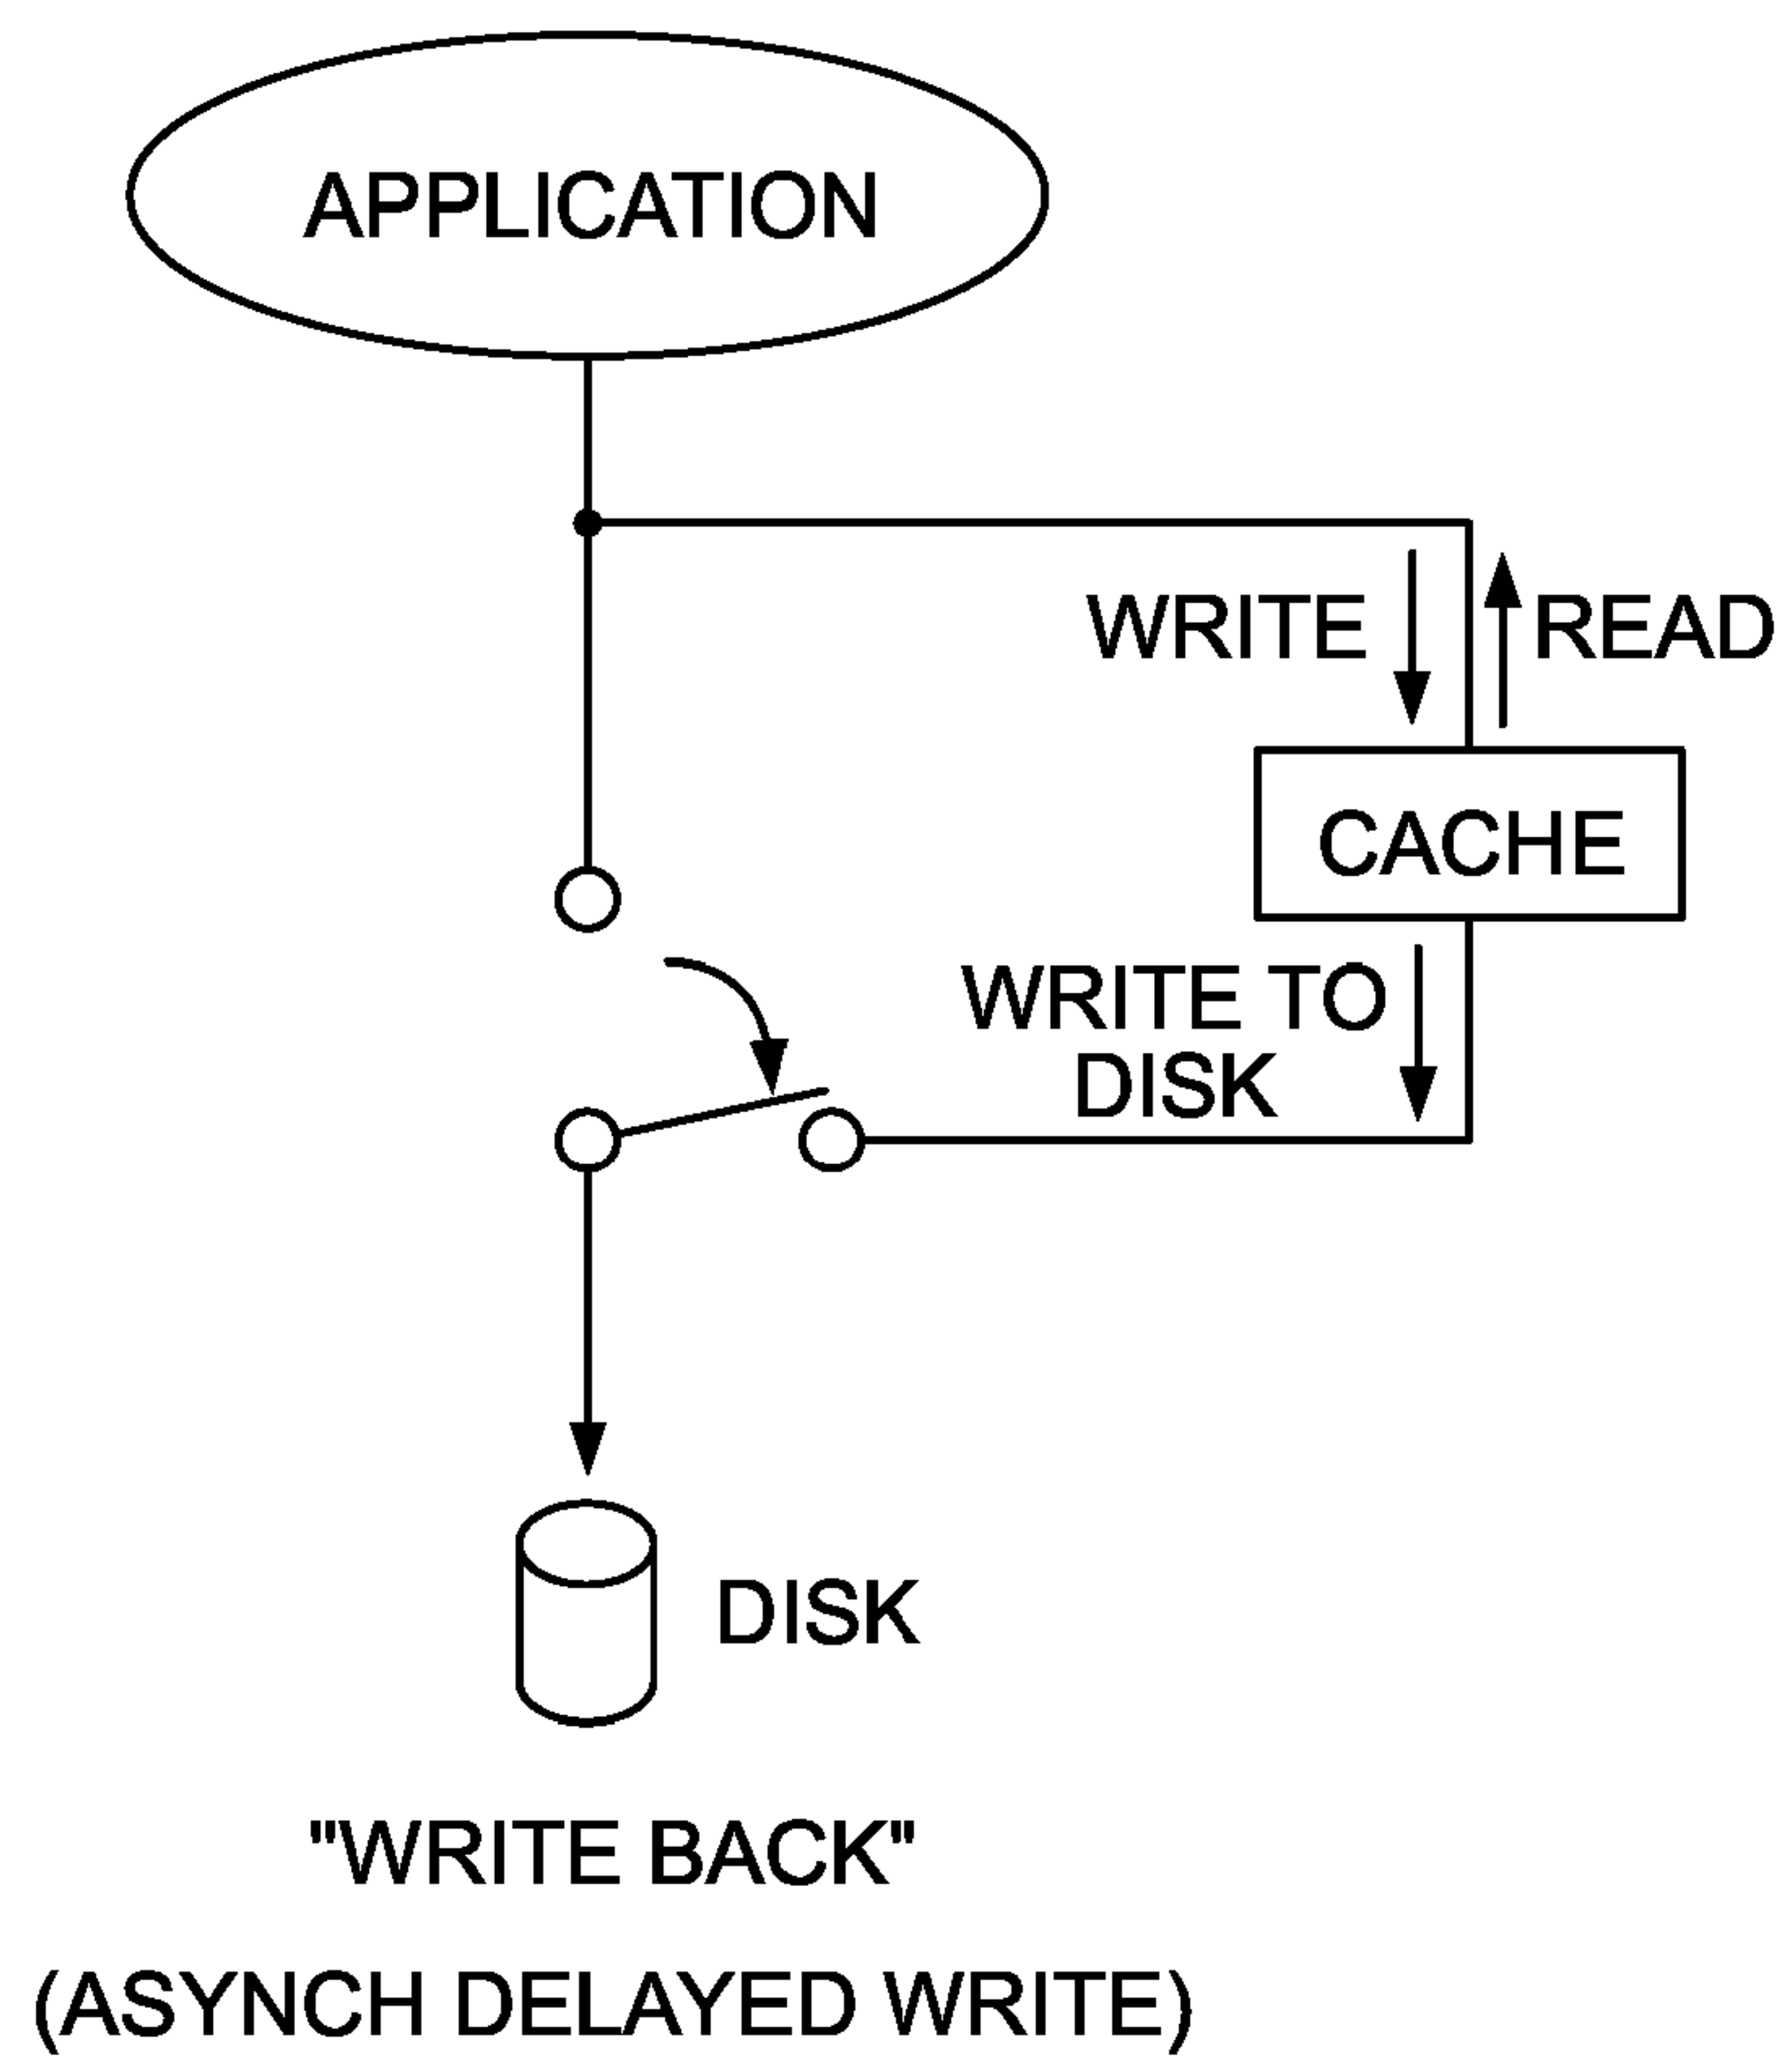 APPLICATION
WRITE
READ
CACHE
WRITE TO
DISK
DISK
"WRITE BACK"
(ASYNCH DELAYED WRITE)